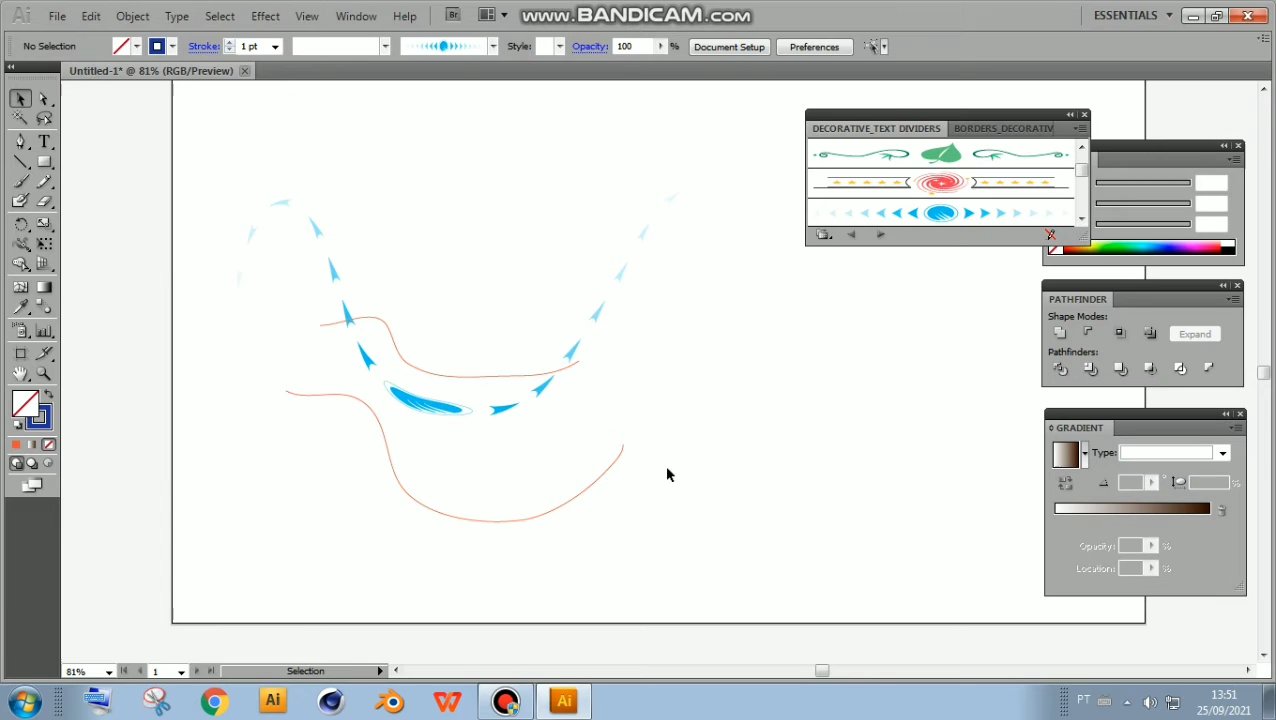 Ai File Edit Object Type Select Effect View Window Help Br www.BANDICAM.com ESSENTIALS
No Selection Stroke: 1 pt Style: Opacity: 100 % Document Setup Preferences
Untitled-1* @ 81% (RGB/Preview)
DECORATIVE_TEXT DIVIDERS BORDERS_DECORATIV
PATHFINDER
Shape Modes:
Expand
Pathfinders:
GRADIENT
Type:
%
Opacity: %
Location: %
81% 1 Selection
Ai Ai
PT
13:51
25/09/2021